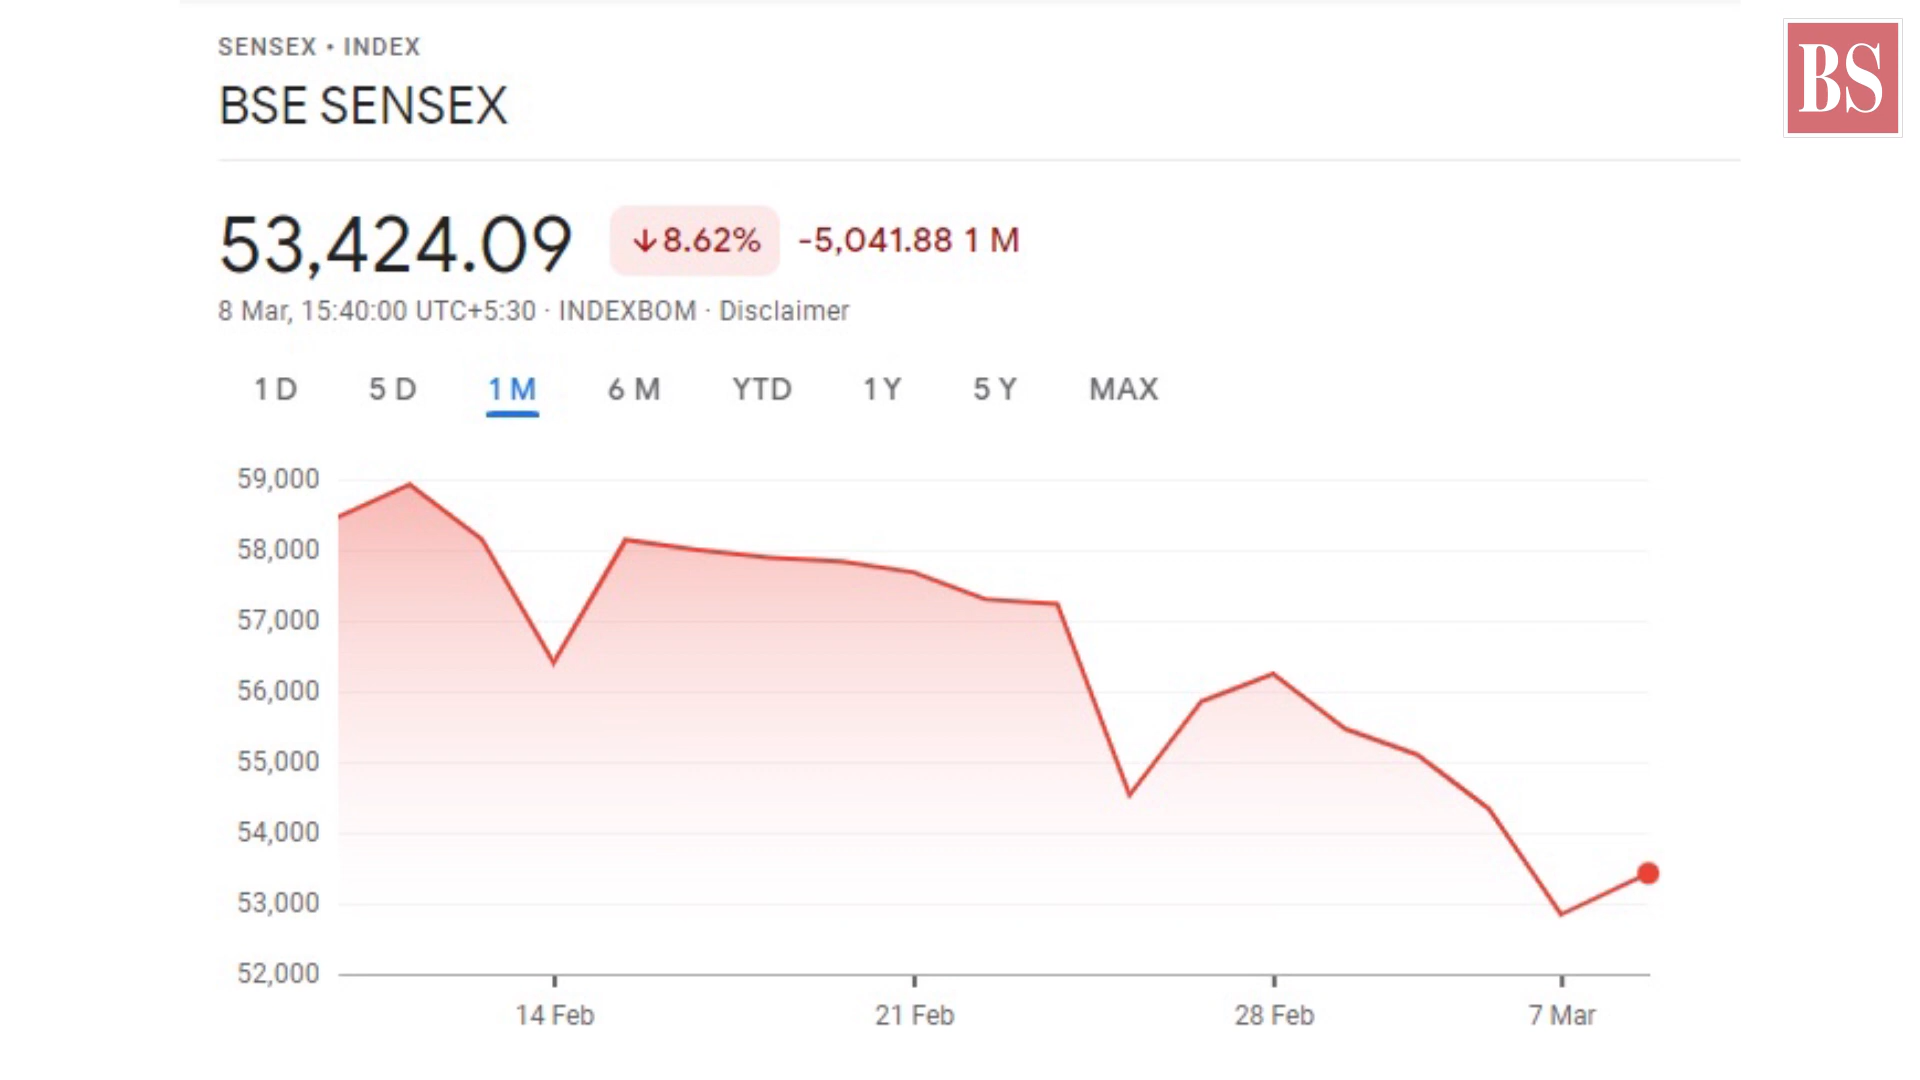 SENSEX • INDEX
BS
BSE SENSEX
53,424.09 ↓8.62% -5,041.88 1 M
8 Mar, 15:40:00 UTC+5:30 · INDEXBOM · Disclaimer
1 D 5 D 1 M 6 M YTD 1 Y 5 Y MAX
59,000
58,000
57,000
56,000
55,000
54,000
53,000
52,000
14 Feb 21 Feb 28 Feb 7 Mar